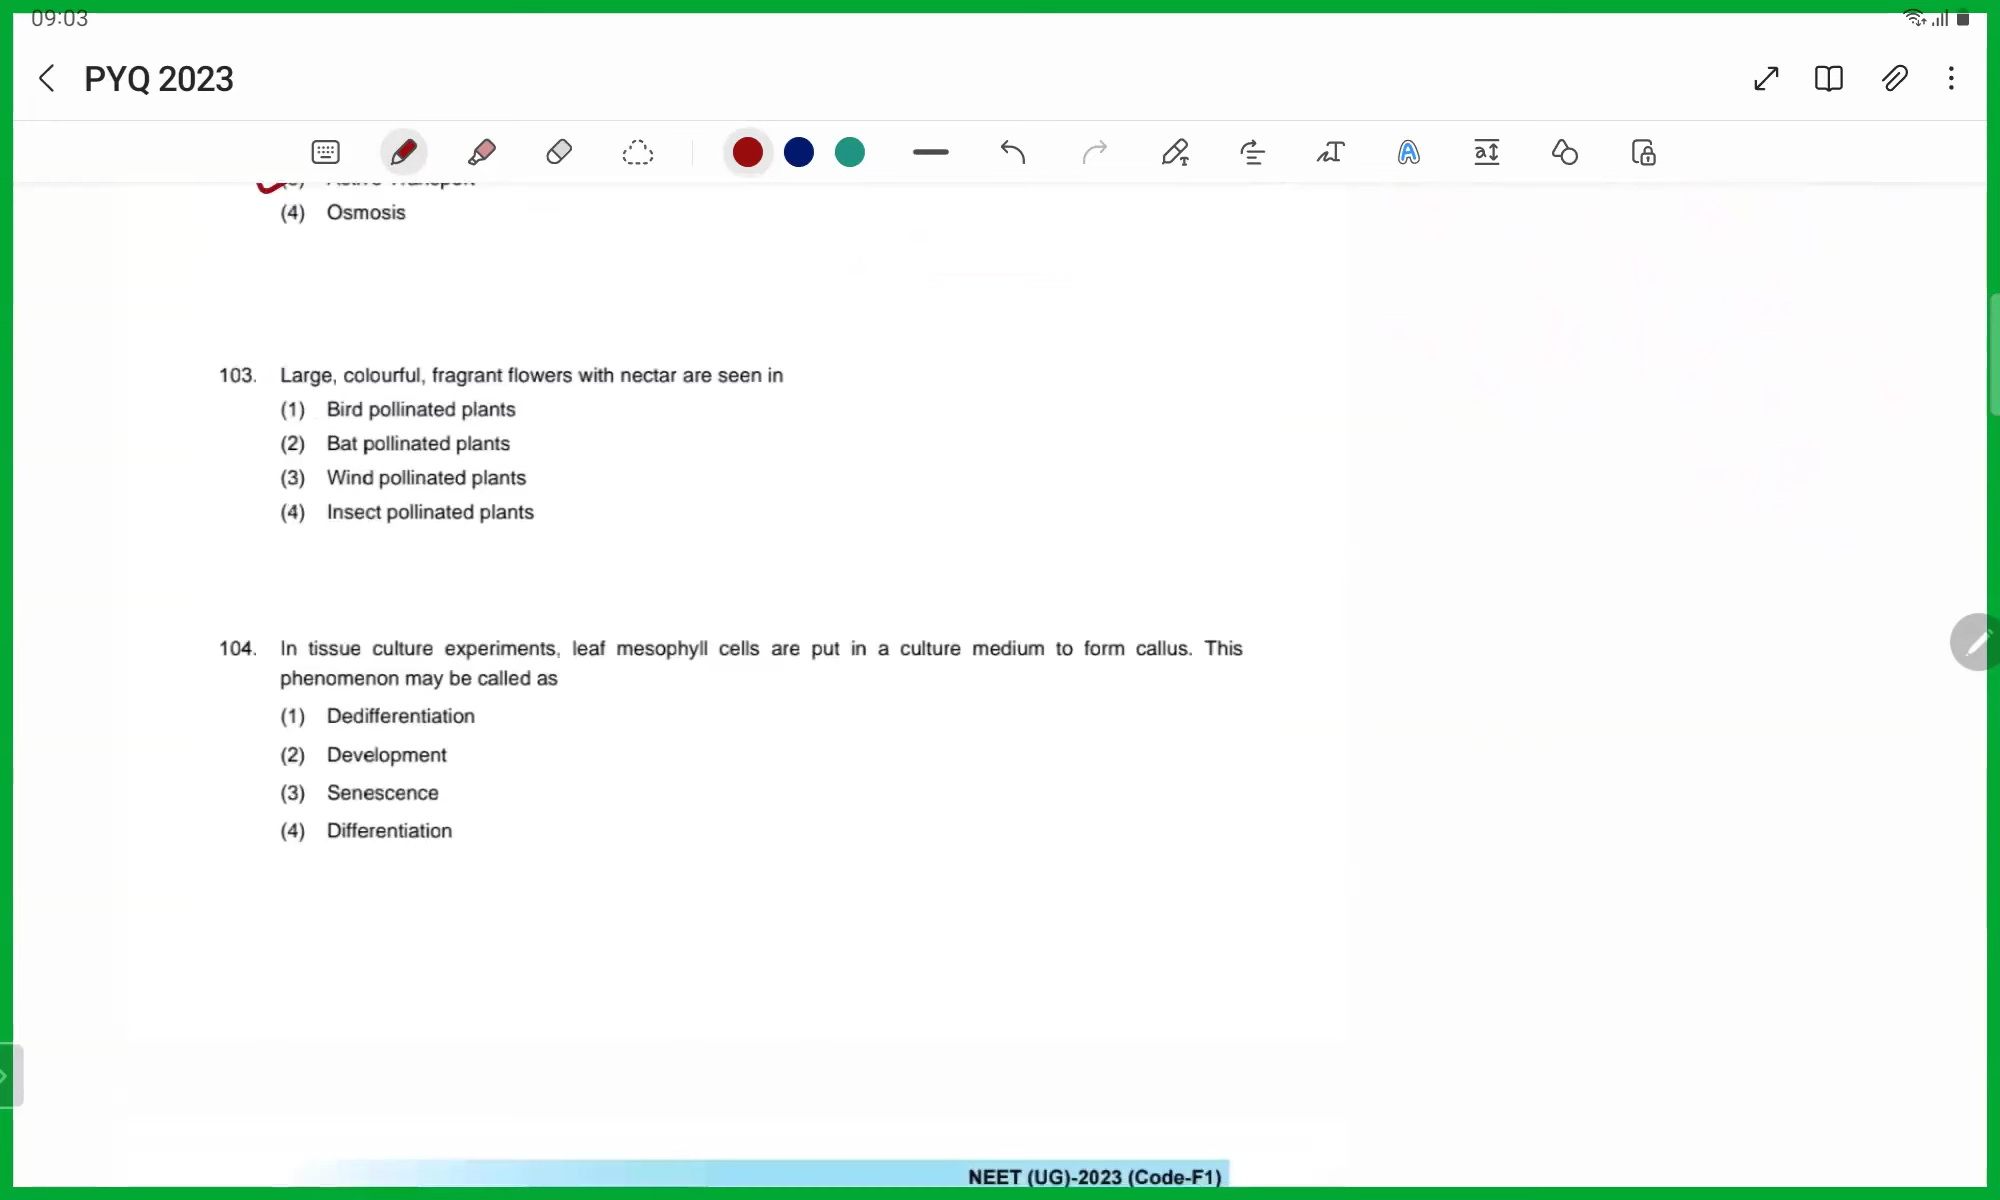 09:03
PYQ 2023
(3) Active Transport
(4) Osmosis
103. Large, colourful, fragrant flowers with nectar are seen in
(1) Bird pollinated plants
(2) Bat pollinated plants
(3) Wind pollinated plants
(4) Insect pollinated plants
104. In tissue culture experiments, leaf mesophyll cells are put in a culture medium to form callus. This
phenomenon may be called as
(1) Dedifferentiation
(2) Development
(3) Senescence
(4) Differentiation
NEET (UG)-2023 (Code-F1)